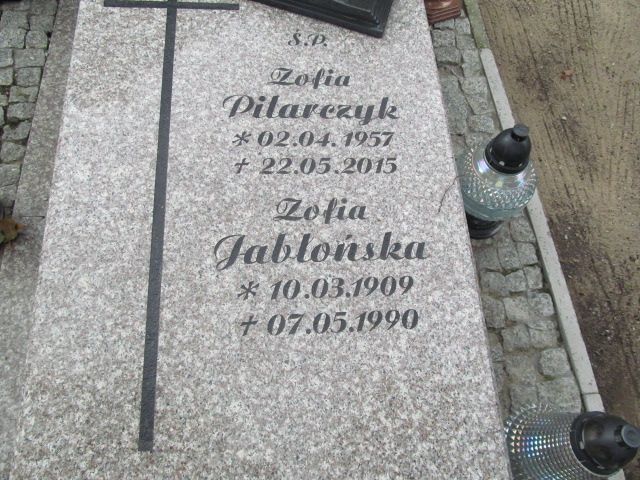 Ś.P.
Zofia
Pilarczyk
* 02.04.1957
+ 22.05.2015
Zofia
Jabłońska
* 10.03.1909
+ 07.05.1990